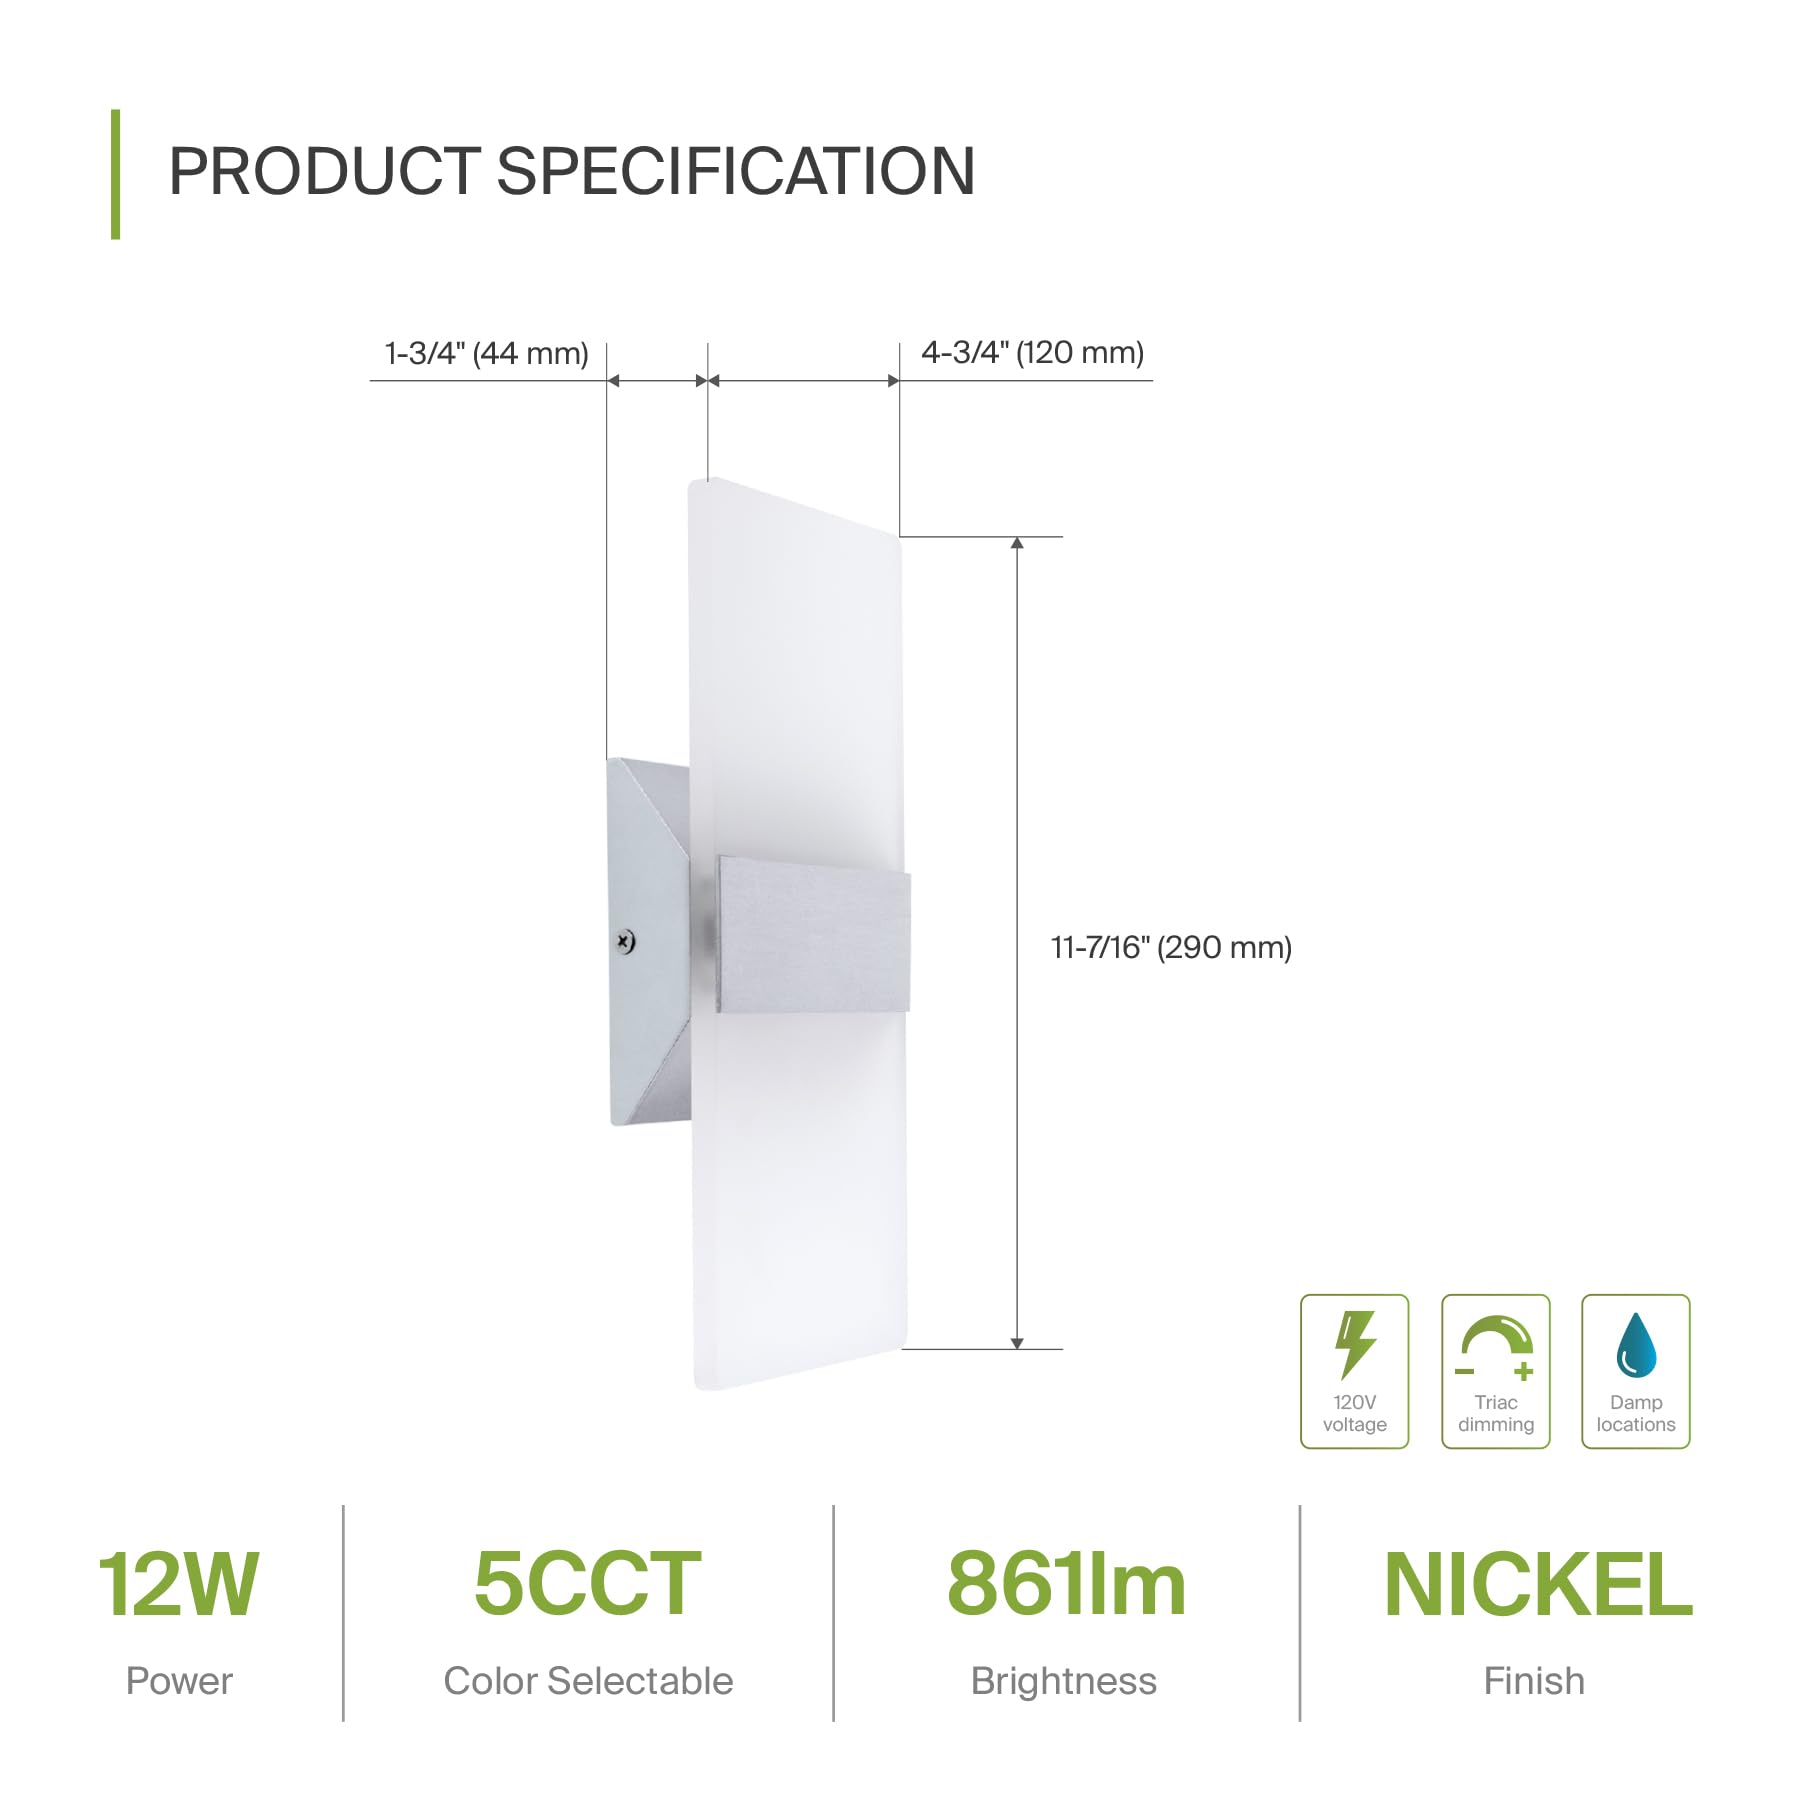 PRODUCT SPECIFICATION
1-3/4" (44 mm)
4-3/4" (120 mm)
11-7/16" (290 mm)
120V
voltage
Triac
dimming
Damp
locations
12W
Power
5CCT
Color Selectable
861lm
Brightness
NICKEL
Finish